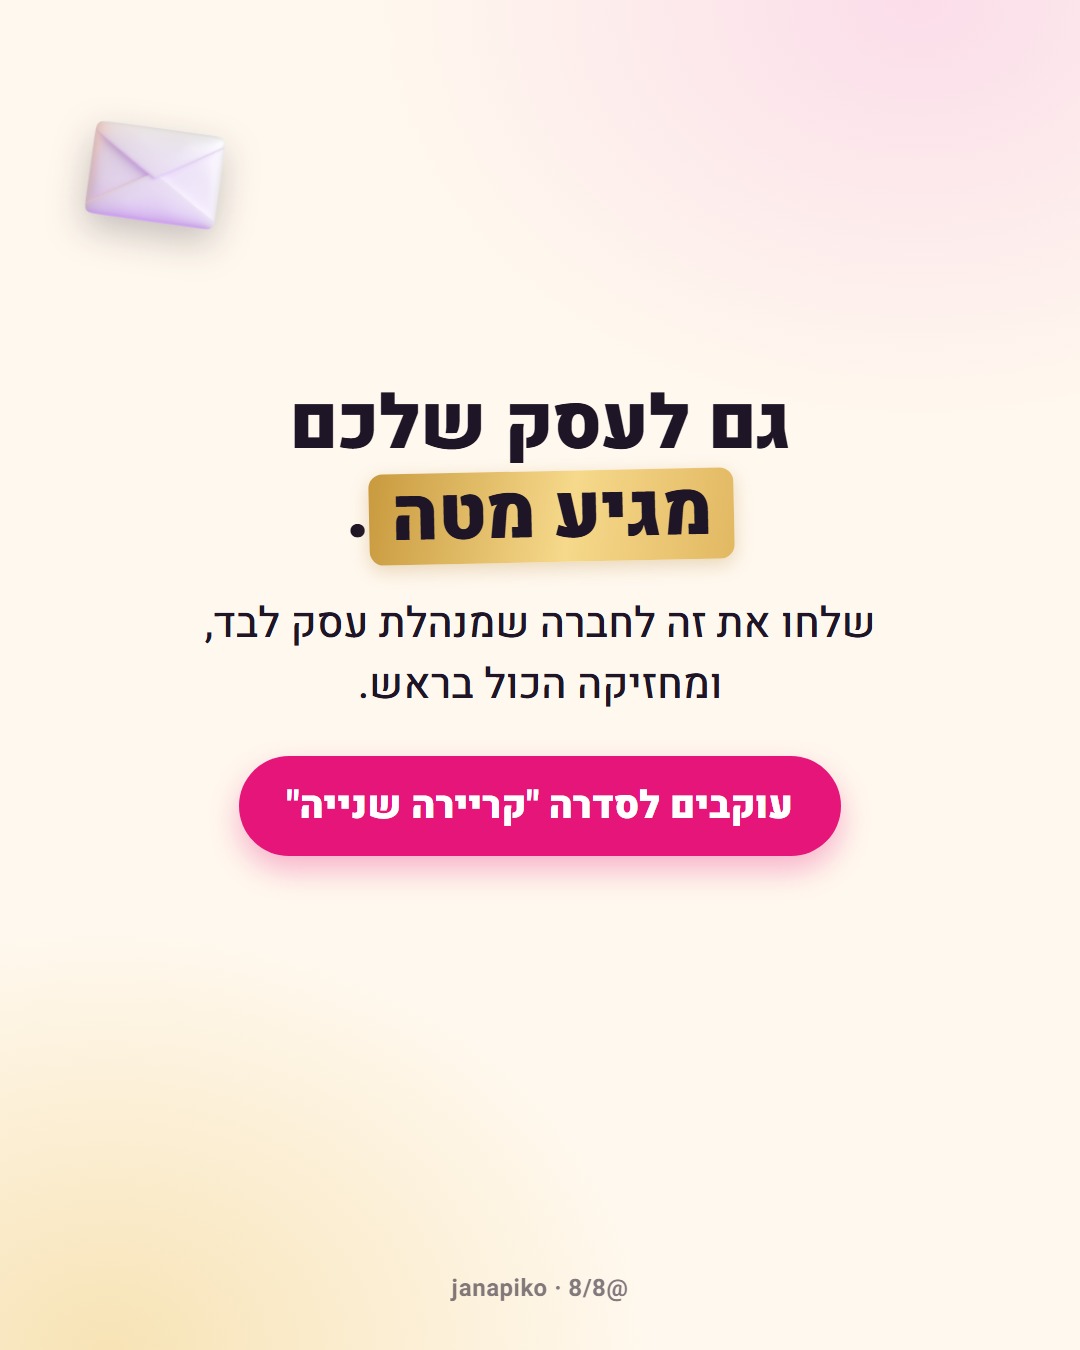 גם לעסק שלכם
מגיע מטה.
שלחו את זה לחברה שמנהלת עסק לבד,
ומחזיקה הכול בראש.
עוקבים לסדרה "קריירה שנייה"
janapiko · 8/8@